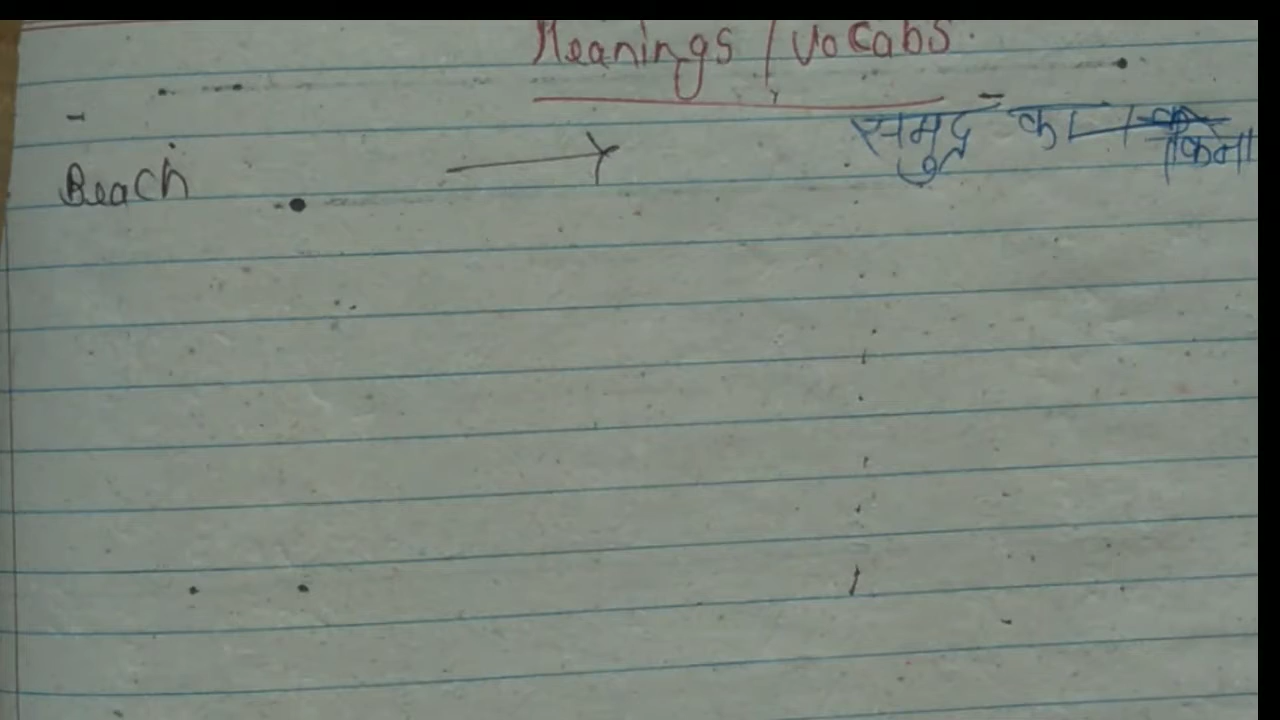 Meanings / Vocabs.
Beach → समुद्र का किना